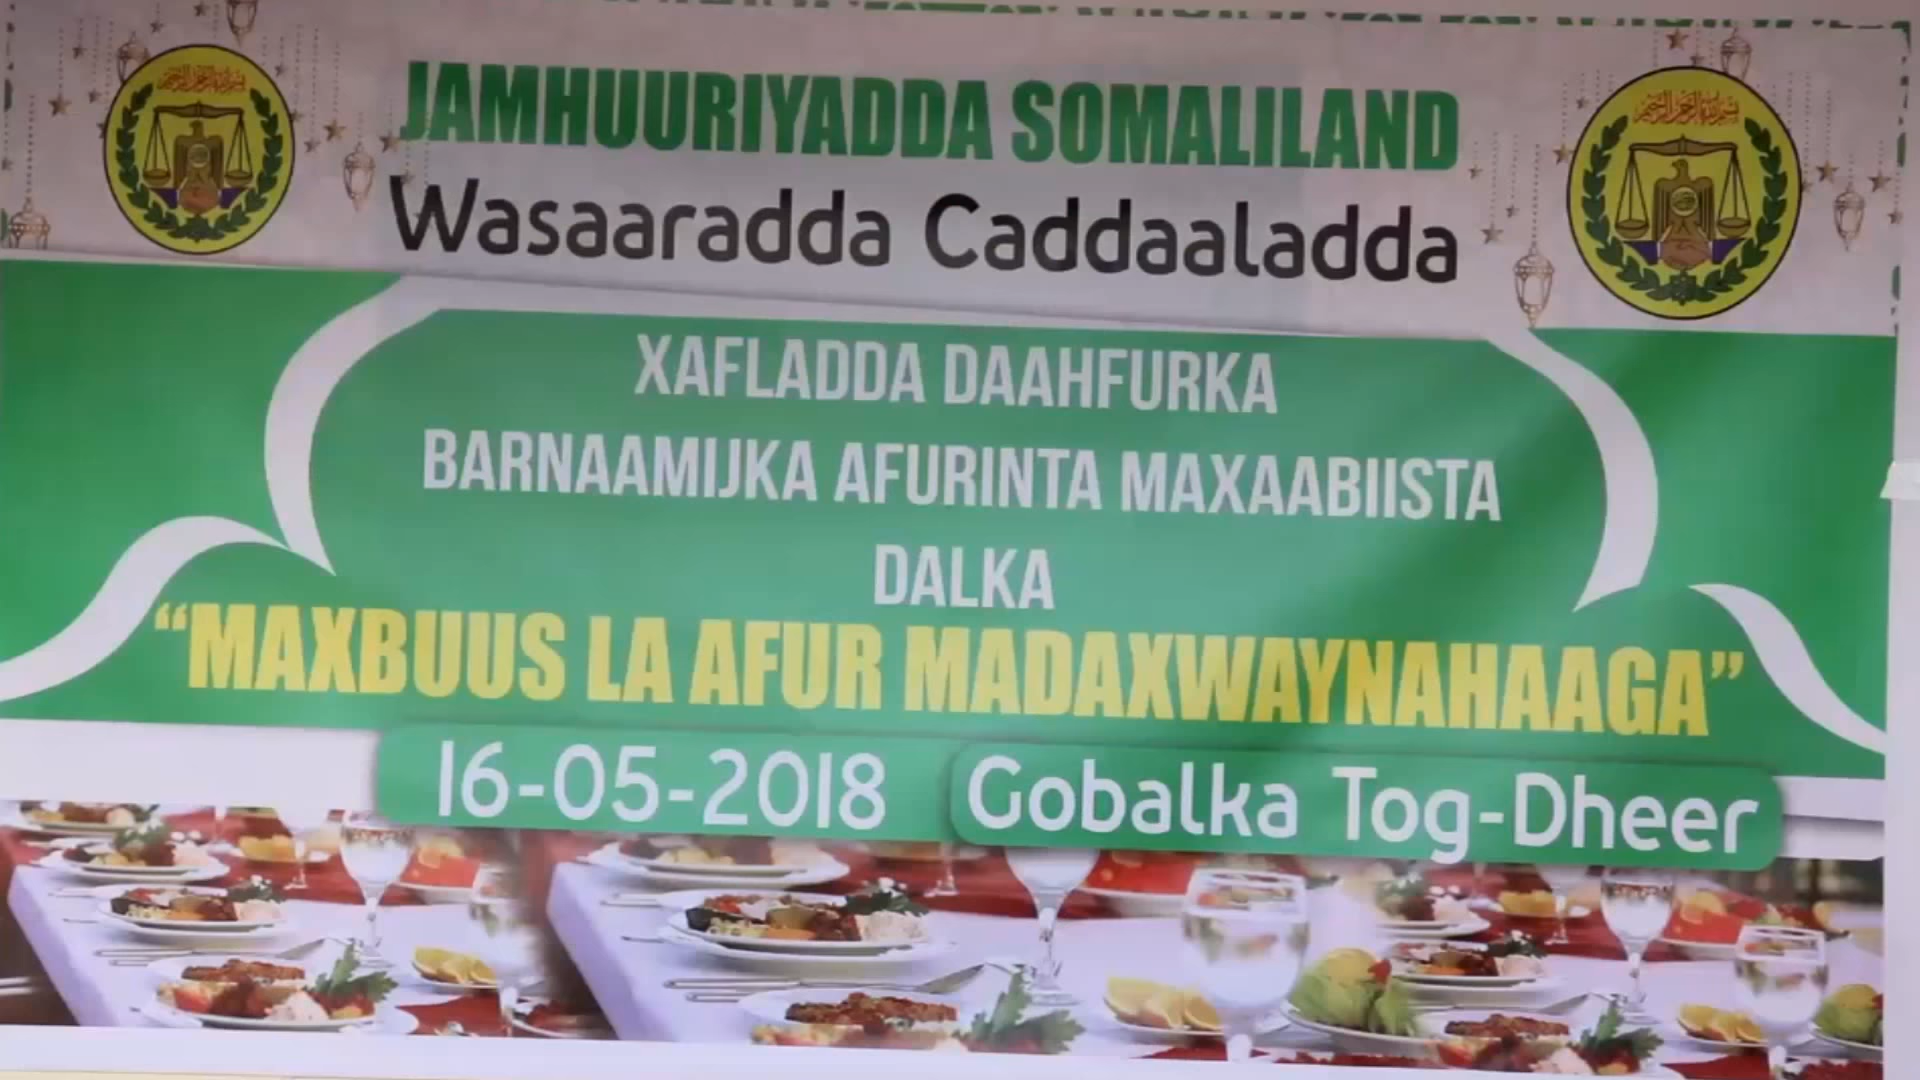 JAMHUURIYADDA SOMALILAND
Wasaaradda Caddaaladda
XAFLADDA DAAHFURKA
BARNAAMIJKA AFURINTA MAXAABIISTA
DALKA
“MAXBUUS LA AFUR MADAXWAYNAHAAGA”
16-05-2018 Gobalka Tog-Dheer